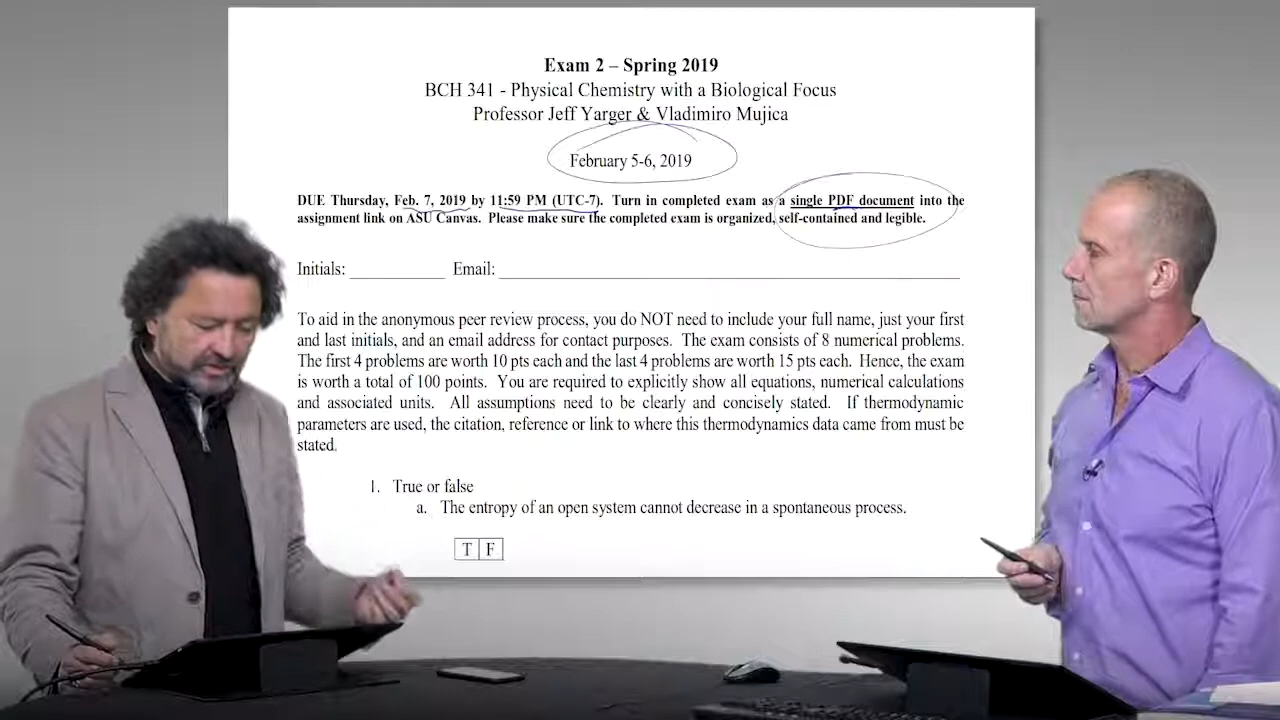 Exam 2 – Spring 2019
BCH 341 - Physical Chemistry with a Biological Focus
Professor Jeff Yarger & Vladimiro Mujica
February 5-6, 2019
DUE Thursday, Feb. 7, 2019 by 11:59 PM (UTC-7). Turn in completed exam as a single PDF document into the
assignment link on ASU Canvas. Please make sure the completed exam is organized, self-contained and legible.
Initials: ___________ Email: ______________________________________________________
To aid in the anonymous peer review process, you do NOT need to include your full name, just your first
and last initials, and an email address for contact purposes. The exam consists of 8 numerical problems.
The first 4 problems are worth 10 pts each and the last 4 problems are worth 15 pts each. Hence, the exam
is worth a total of 100 points. You are required to explicitly show all equations, numerical calculations
and associated units. All assumptions need to be clearly and concisely stated. If thermodynamic
parameters are used, the citation, reference or link to where this thermodynamics data came from must be
stated.
1. True or false
a. The entropy of an open system cannot decrease in a spontaneous process.
T F